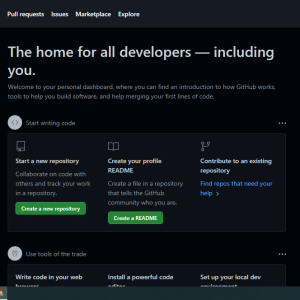 Pull requests Issues Marketplace Explore
The home for all developers — including
you.
Welcome to your personal dashboard, where you can find an introduction to how GitHub works,
tools to help you build software, and help merging your first lines of code.
Start writing code
Start a new repository
Collaborate on code with
others and track your work
in a repository.
Create a new repository
Create your profile
README
Create a file in a repository
that tells the GitHub
community who you are.
Create a README
Contribute to an existing
repository
Find repos that need your
help
Use tools of the trade
Write code in your web
Install a powerful code
editor
Set up your local dev
environment